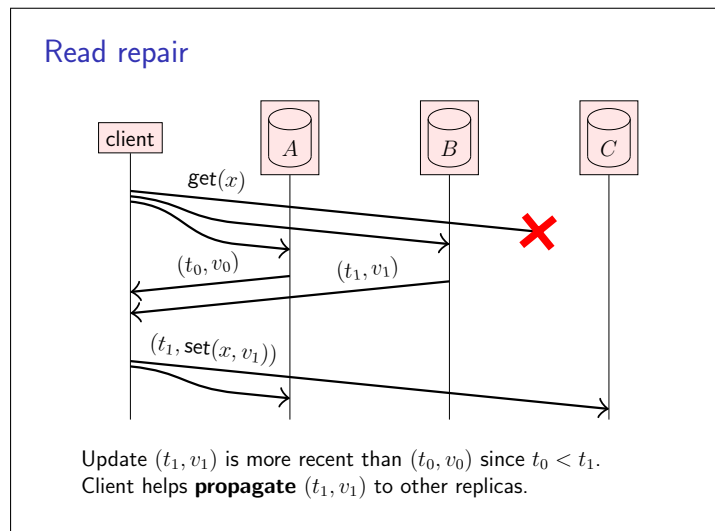 Read repair
client
A
B
C
get(x)
(t₀, v₀)
(t₁, v₁)
(t₁, set(x, v₁))
Update (t₁, v₁) is more recent than (t₀, v₀) since t₀ < t₁.
Client helps propagate (t₁, v₁) to other replicas.